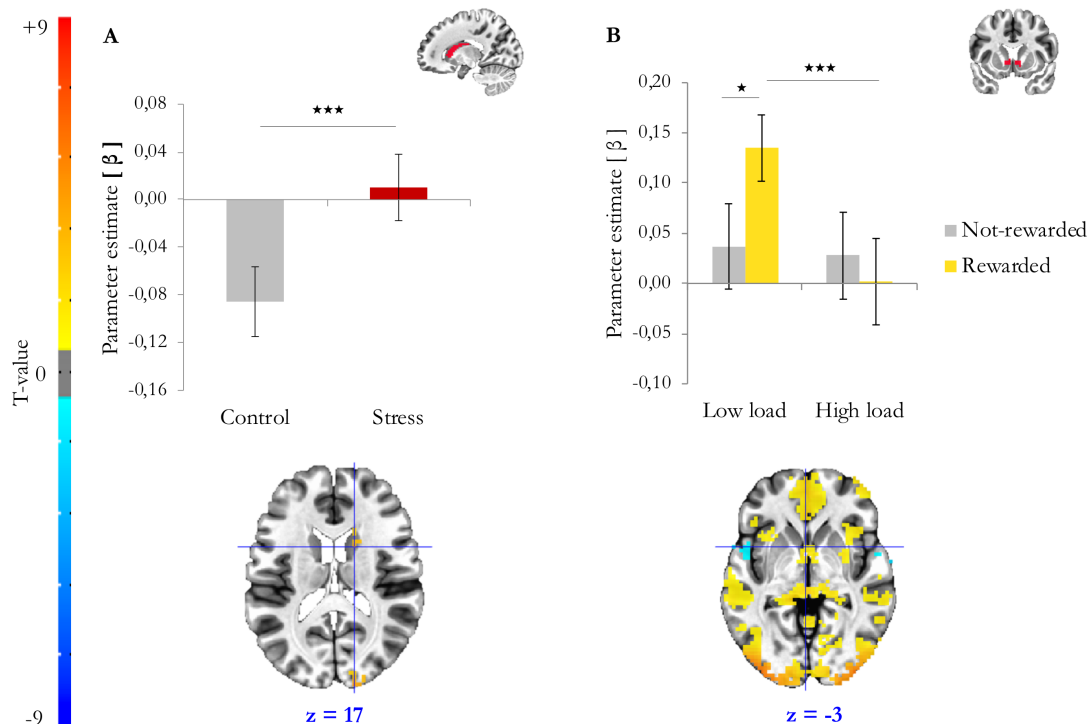 +9
T-value
0
-9
A
★★★
Parameter estimate [ β ]
0,08
0,04
0,00
-0,04
-0,08
-0,12
-0,16
Control Stress
z = 17
B
★ ★★★
Parameter estimate [ β ]
0,20
0,15
0,10
0,05
0,00
-0,05
-0,10
Low load High load
Not-rewarded
Rewarded
z = -3